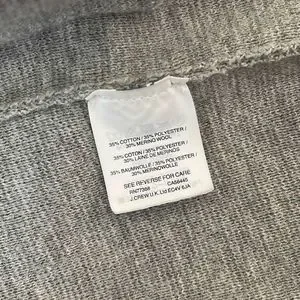 35% COTTON / 35% POLYESTER /
30% MERINO WOOL
35% COTON / 35% POLYESTER /
30% LAINE DE MERINOS
35% BAUMWOLLE / 35% POLYESTER /
30% MERINOWOLLE
SEE REVERSE FOR CARE
RN77388 CA56445
J.CREW U.K. Ltd EC4V 6JA